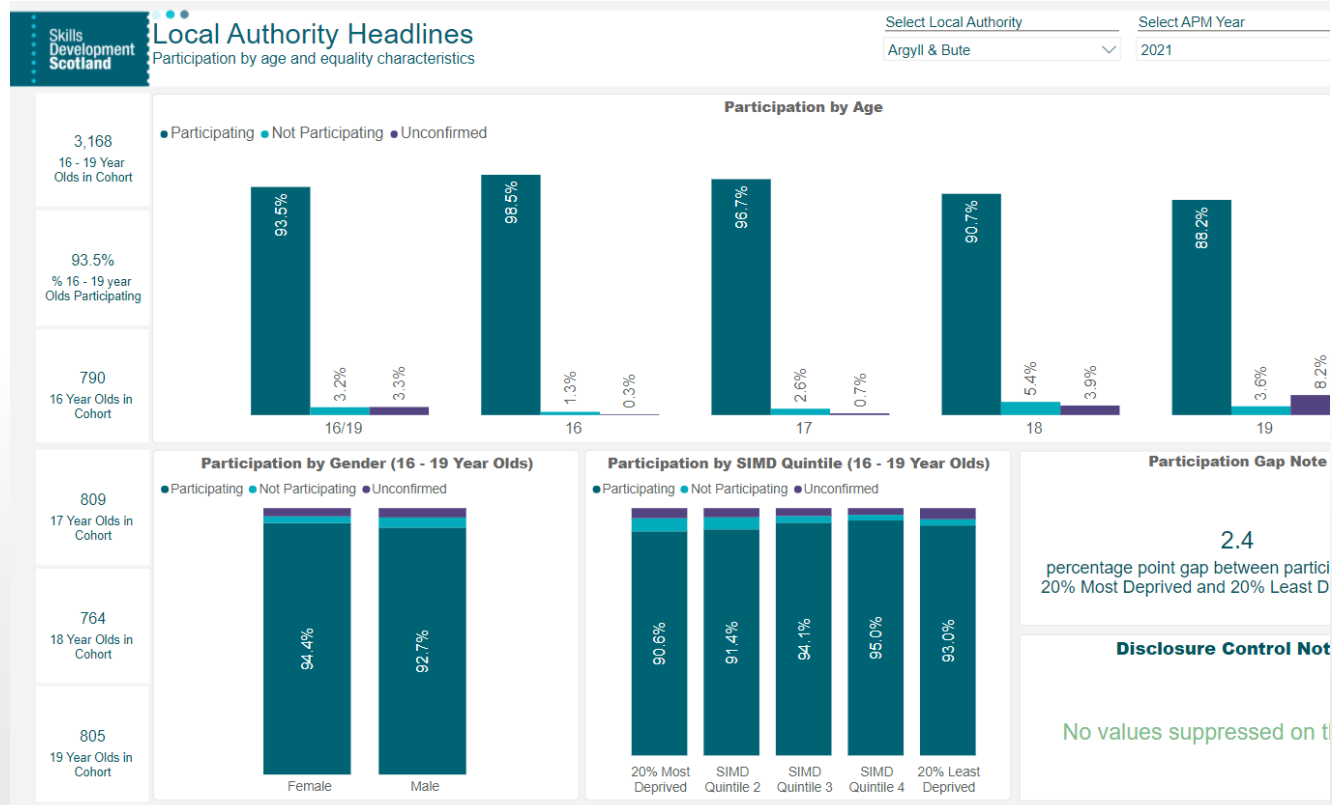 Skills
Development
Scotland
Local Authority Headlines
Participation by age and equality characteristics
Select Local Authority
Argyll & Bute
Select APM Year
2021
3,168
16 - 19 Year
Olds in Cohort
93.5%
% 16 - 19 year
Olds Participating
790
16 Year Olds in
Cohort
809
17 Year Olds in
Cohort
764
18 Year Olds in
Cohort
805
19 Year Olds in
Cohort
Participation by Age
Participating Not Participating Unconfirmed
93.5% 3.2% 3.3%
98.5% 1.3% 0.3%
96.7% 2.6% 0.7%
90.7% 5.4% 3.9%
88.2% 3.6% 8.2%
16/19 16 17 18 19
Participation by Gender (16 - 19 Year Olds)
Participating Not Participating Unconfirmed
94.4% 92.7%
Female Male
Participation by SIMD Quintile (16 - 19 Year Olds)
Participating Not Participating Unconfirmed
90.6% 91.4% 94.1% 95.0% 93.0%
20% Most SIMD SIMD SIMD 20% Least
Deprived Quintile 2 Quintile 3 Quintile 4 Deprived
Participation Gap Note
2.4
percentage point gap between partici
20% Most Deprived and 20% Least D
Disclosure Control Not
No values suppressed on t